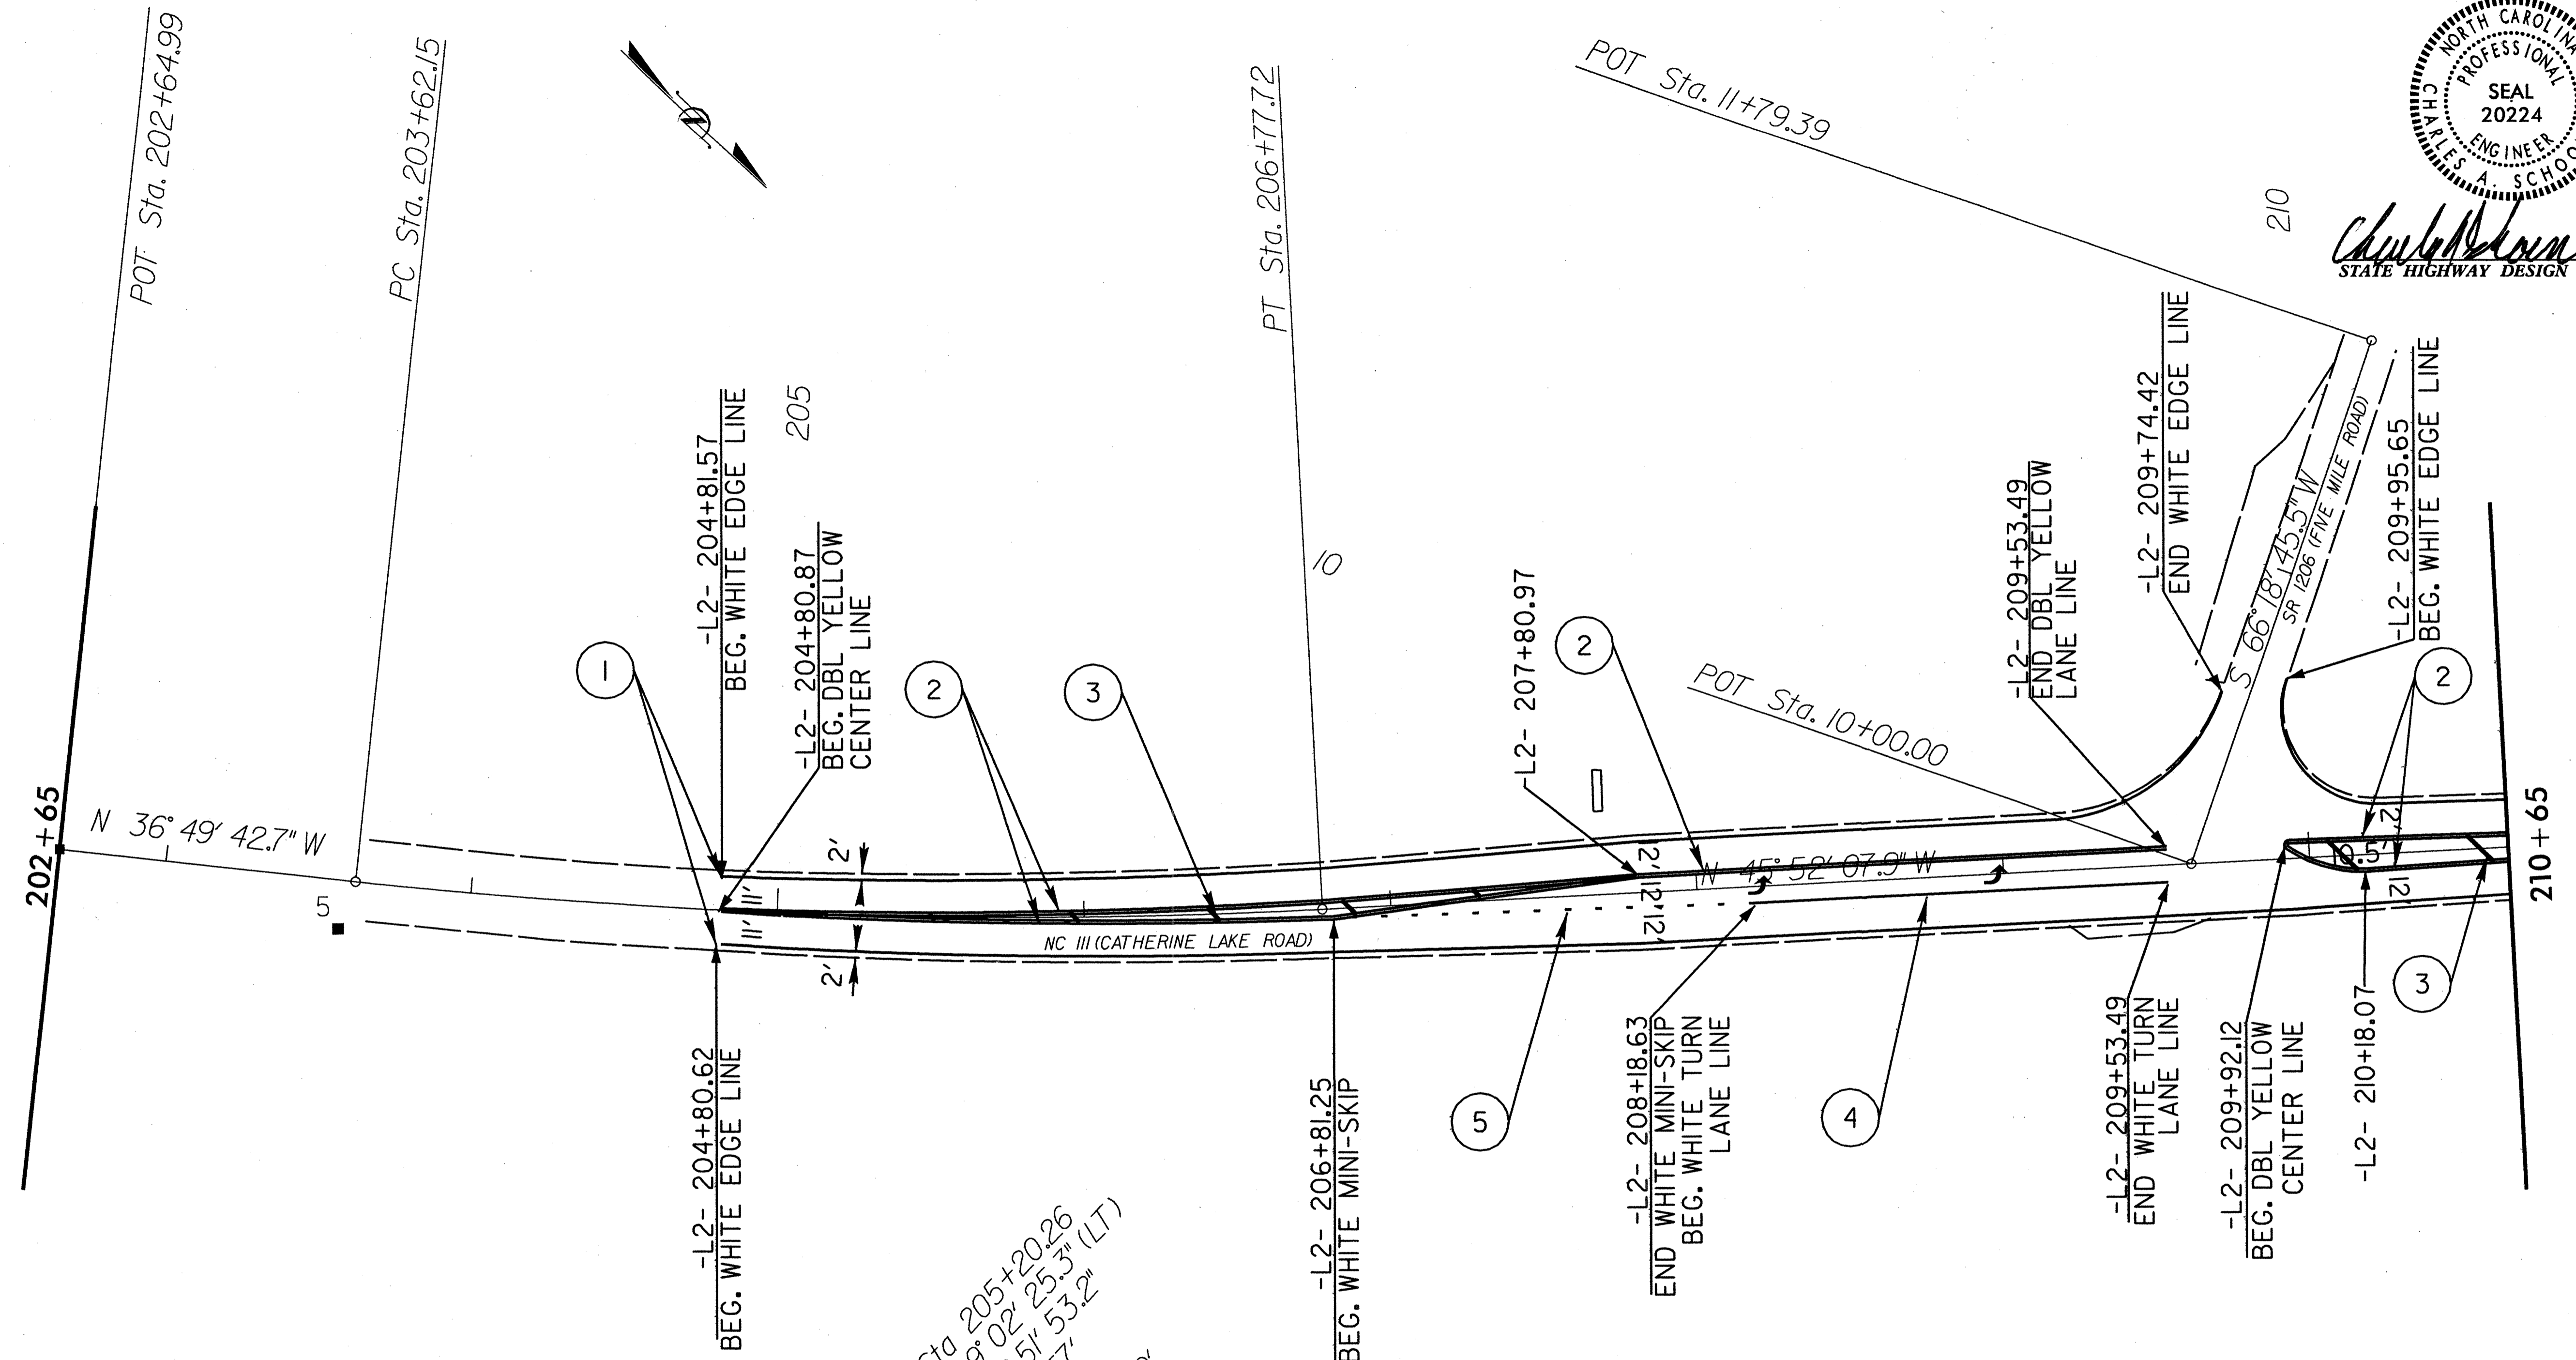 POT Sta. 202+64.99
PC Sta. 203+62.15
PT Sta. 206+77.72
POT Sta. 11+79.39
NORTH CAROLINA
PROFESSIONAL
SEAL
20224
ENGINEER
CHARLES A.
210
STATE HIGHWAY DESIGN
-L2- 204+81.57
BEG. WHITE EDGE LINE
205
-L2- 204+80.87
BEG. DBL YELLOW
CENTER LINE
10
-L2- 207+80.97
-L2- 209+53.49
END DBL YELLOW
LANE LINE
-L2- 209+74.42
END WHITE EDGE LINE
S 66° 18' 45.5" W
SR 1206 (FIVE MILE ROAD)
-L2- 209+95.65
BEG. WHITE EDGE LINE
1
2
3
2
2
POT Sta. 10+00.00
202+65
N 36° 49' 42.7" W
5
2'
11'
11'
2'
NC 111 (CATHERINE LAKE ROAD)
12'
12'
12'
N 45° 52' 07.9" W
2'
10.5'
12'
210+65
-L2- 204+80.62
BEG. WHITE EDGE LINE
-L2- 206+81.25
BEG. WHITE MINI-SKIP
5
-L2- 208+18.63
END WHITE MINI-SKIP
BEG. WHITE TURN
LANE LINE
4
-L2- 209+53.49
END WHITE TURN
LANE LINE
-L2- 209+92.12
BEG. DBL YELLOW
CENTER LINE
-L2- 210+18.07
3
Sta 205+20.26
9° 02' 25.3" (LT)
51' 53.2"